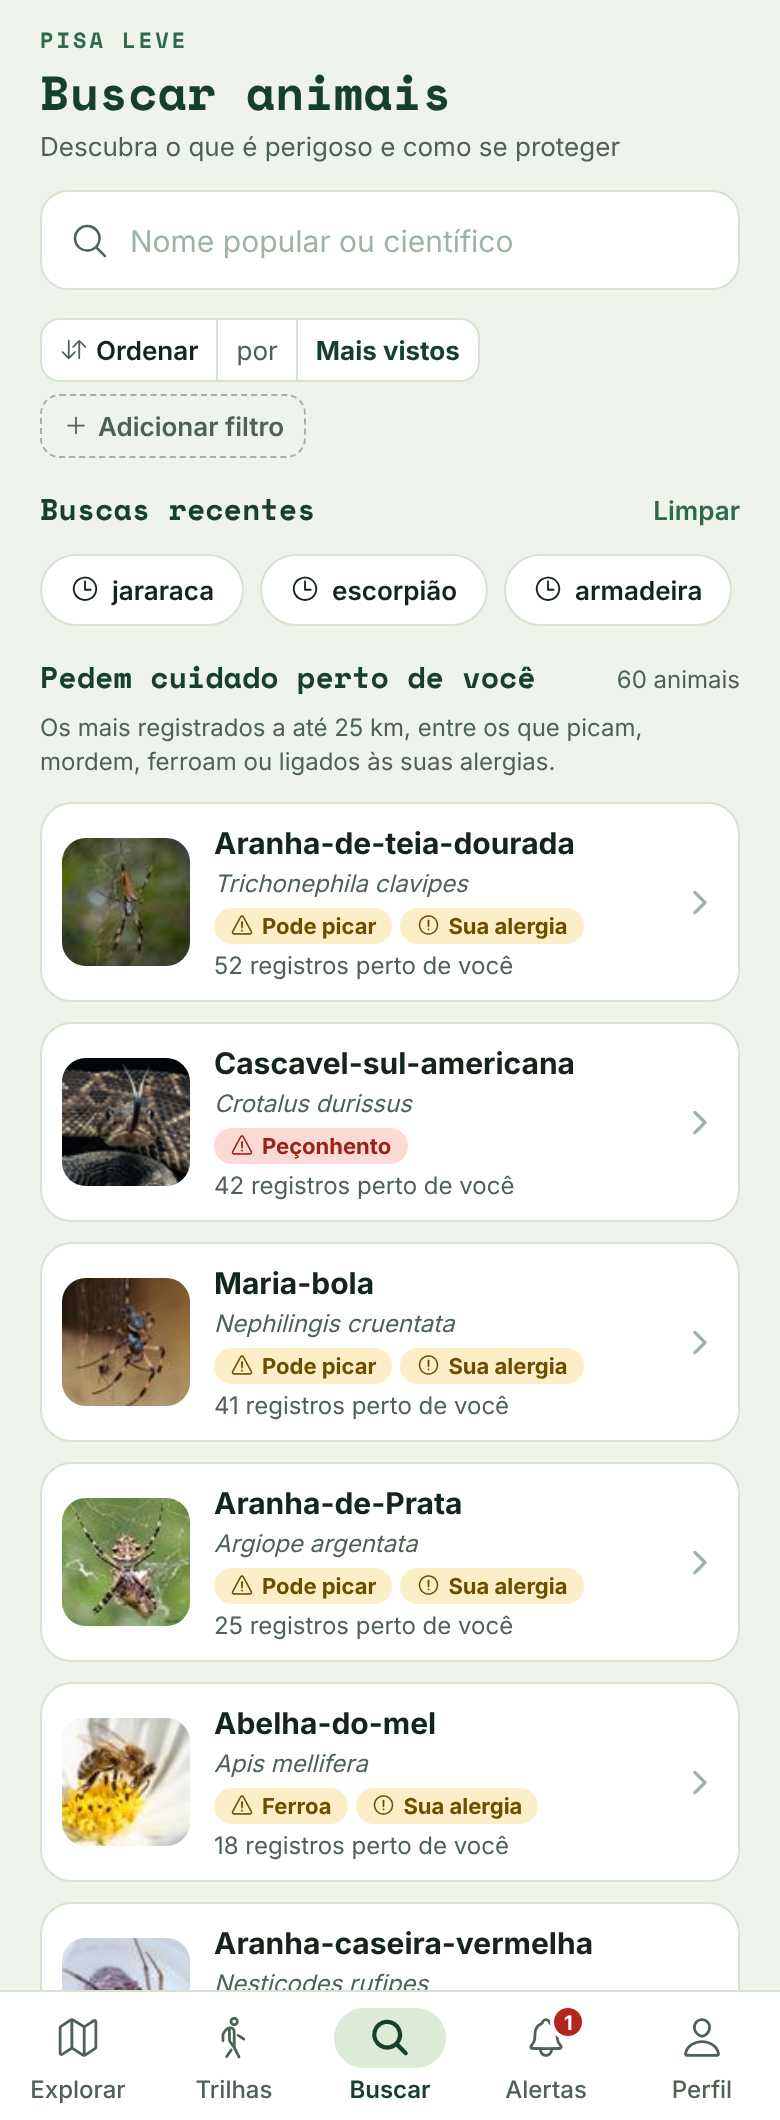 PISA LEVE
Buscar animais
Descubra o que é perigoso e como se proteger
Nome popular ou científico
Ordenar por Mais vistos
Adicionar filtro
Buscas recentes Limpar
jararaca escorpião armadeira
Pedem cuidado perto de você 60 animais
Os mais registrados a até 25 km, entre os que picam,
mordem, ferroam ou ligados às suas alergias.
Aranha-de-teia-dourada
Trichonephila clavipes
Pode picar Sua alergia
52 registros perto de você
Cascavel-sul-americana
Crotalus durissus
Peçonhento
42 registros perto de você
Maria-bola
Nephilingis cruentata
Pode picar Sua alergia
41 registros perto de você
Aranha-de-Prata
Argiope argentata
Pode picar Sua alergia
25 registros perto de você
Abelha-do-mel
Apis mellifera
Ferroa Sua alergia
18 registros perto de você
Aranha-caseira-vermelha
Nesticodes rufipes
1
Explorar Trilhas Buscar Alertas Perfil